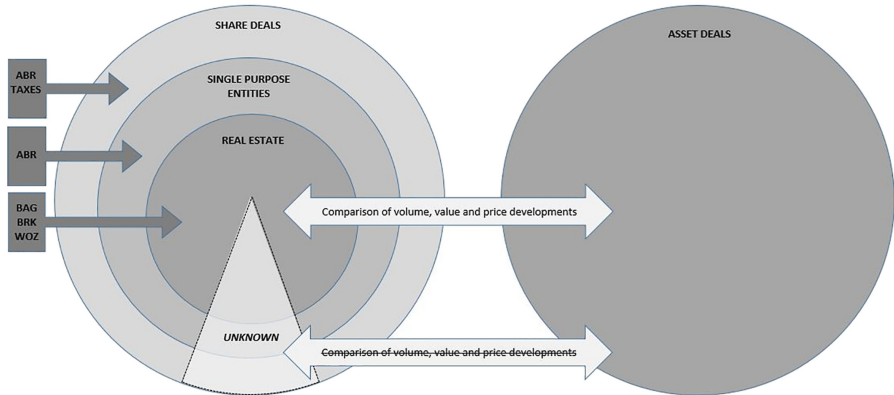 SHARE DEALS
ASSET DEALS
ABR
TAXES
SINGLE PURPOSE
ENTITIES
REAL ESTATE
ABR
BAG
BRK
WOZ
Comparison of volume, value and price developments
UNKNOWN
Comparison of volume, value and price developments